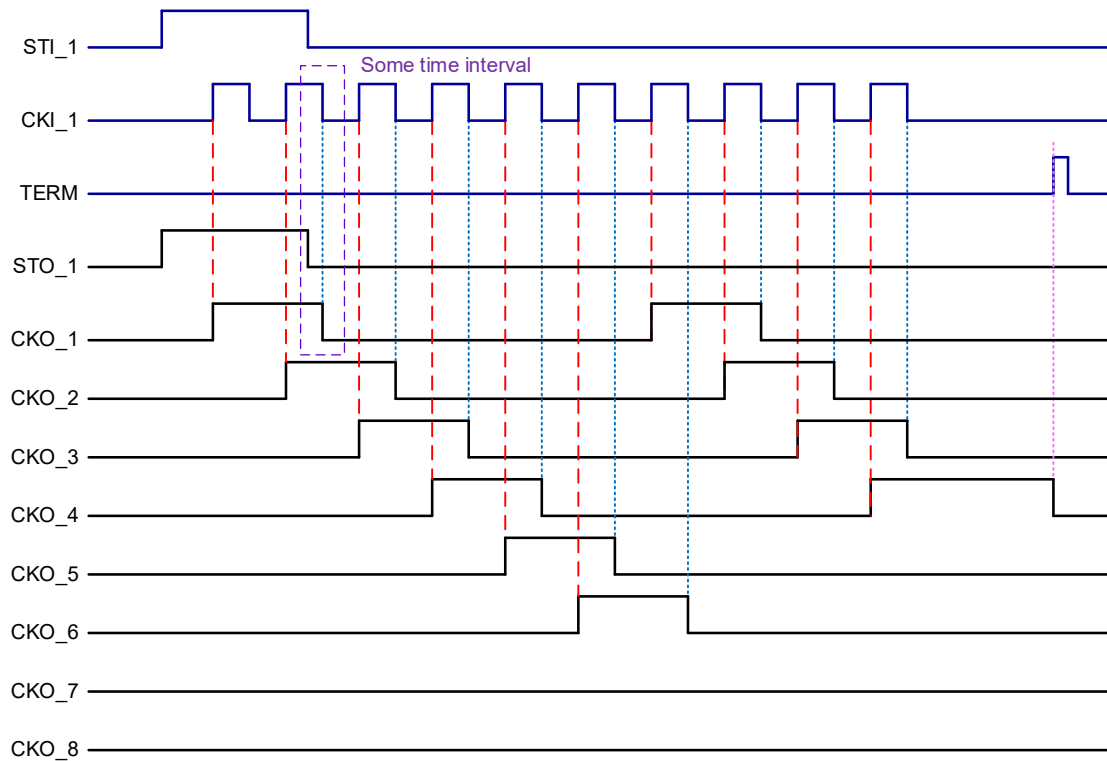 STI_1
Some time interval
CKI_1
TERM
STO_1
CKO_1
CKO_2
CKO_3
CKO_4
CKO_5
CKO_6
CKO_7
CKO_8